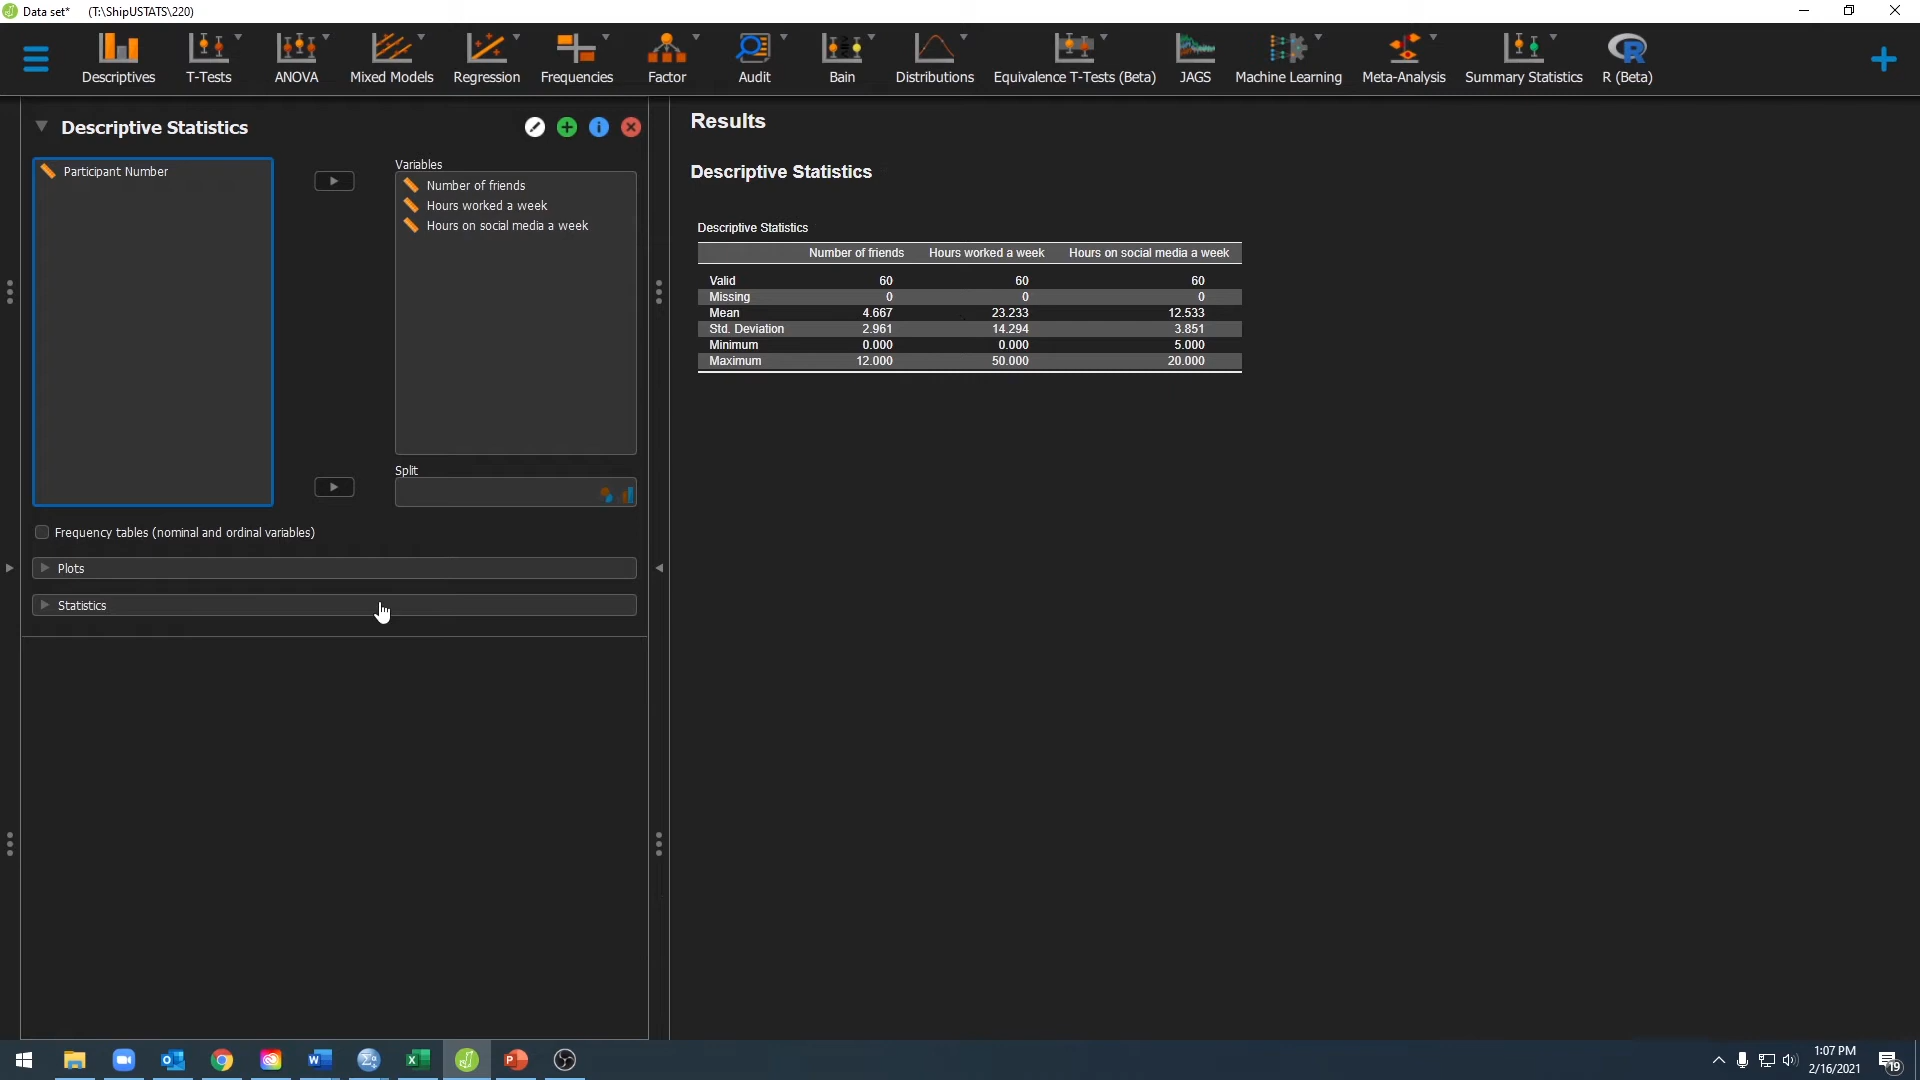 Data set* (T:\ShipUSTATS\220)
Descriptives T-Tests ANOVA Mixed Models Regression Frequencies Factor Audit Bain Distributions Equivalence T-Tests (Beta) JAGS Machine Learning Meta-Analysis Summary Statistics R (Beta)
Descriptive Statistics
Participant Number
Variables
Number of friends
Hours worked a week
Hours on social media a week
Split
Frequency tables (nominal and ordinal variables)
Plots
Statistics
Results
Descriptive Statistics
Descriptive Statistics
Number of friends Hours worked a week Hours on social media a week
Valid 60 60 60
Missing 0 0 0
Mean 4.667 23.233 12.533
Std. Deviation 2.961 14.294 3.851
Minimum 0.000 0.000 5.000
Maximum 12.000 50.000 20.000
1:07 PM
2/16/2021
19